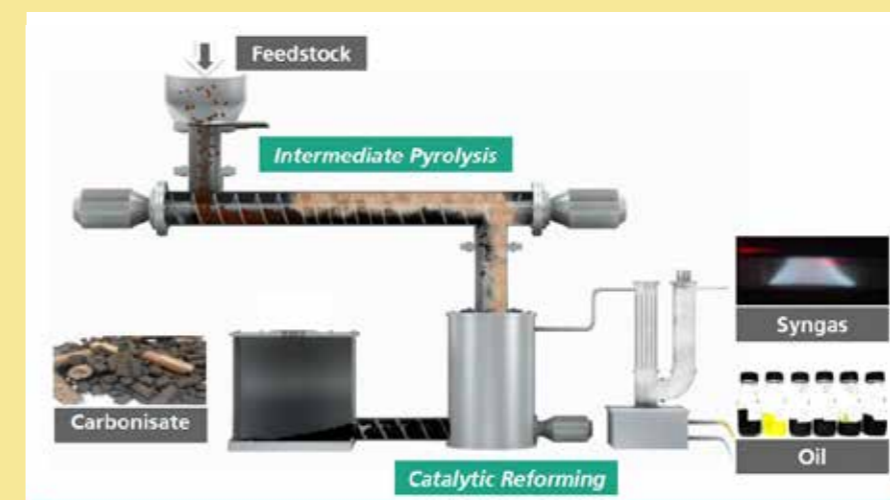 Feedstock
Intermediate Pyrolysis
Syngas
Carbonisate
Oil
Catalytic Reforming